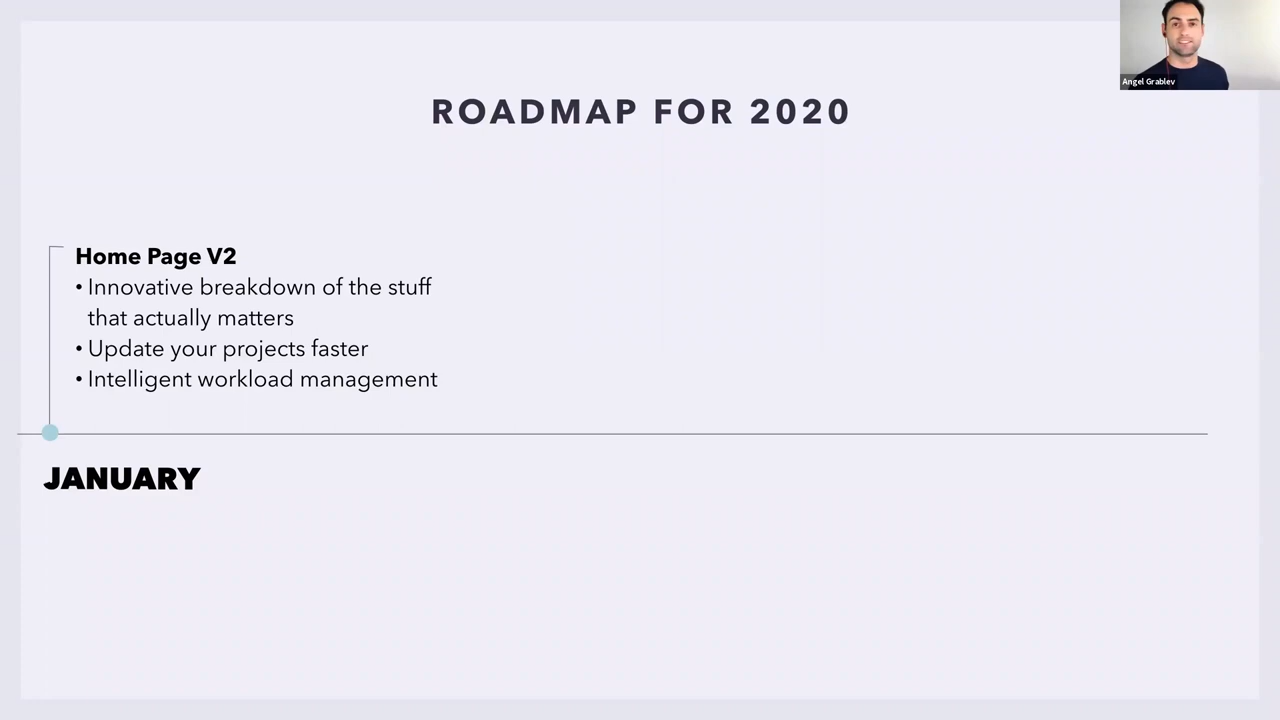 Angel Grablev
ROADMAP FOR 2020
Home Page V2
• Innovative breakdown of the stuff
that actually matters
• Update your projects faster
• Intelligent workload management
JANUARY